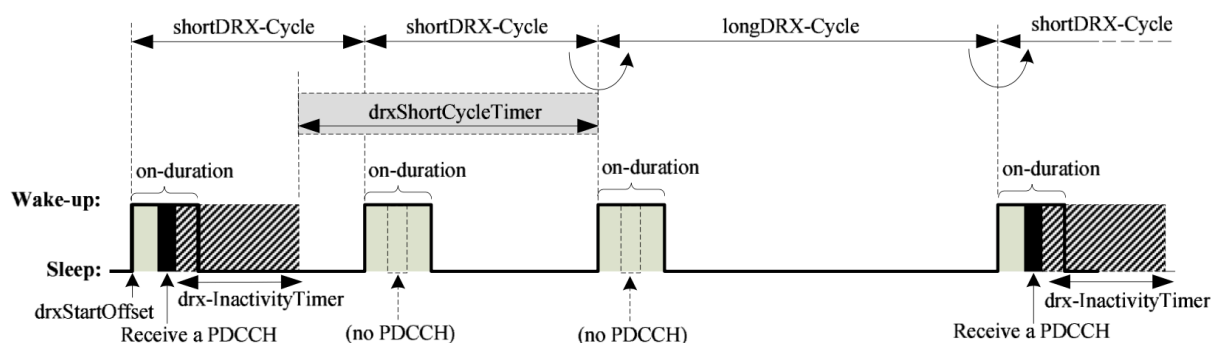 shortDRX-Cycle shortDRX-Cycle longDRX-Cycle shortDRX-Cycle
drxShortCycleTimer
on-duration on-duration on-duration on-duration
Wake-up:
Sleep:
drx-InactivityTimer drx-InactivityTimer
drxStartOffset
Receive a PDCCH (no PDCCH) (no PDCCH) Receive a PDCCH